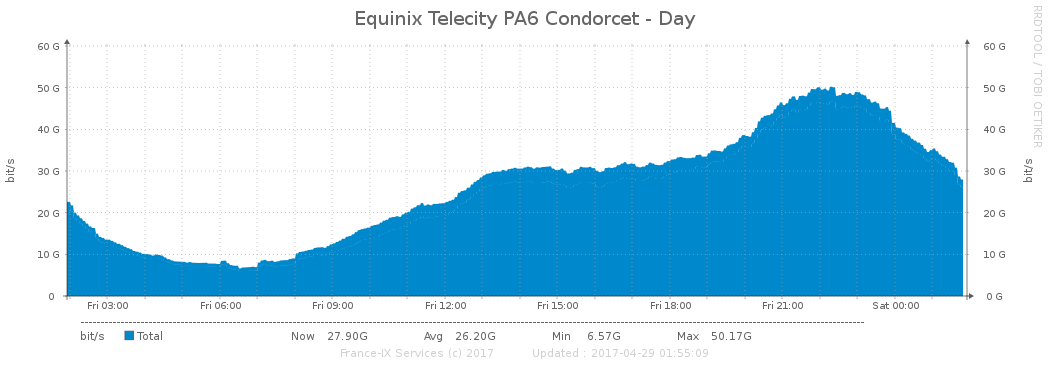 Equinix Telecity PA6 Condorcet - Day
RRDTOOL / TOBI OETIKER
bit/s
60 G 60 G
50 G 50 G
40 G 40 G
30 G 30 G
20 G 20 G
10 G 10 G
0 0 G
bit/s
Fri 03:00 Fri 06:00 Fri 09:00 Fri 12:00 Fri 15:00 Fri 18:00 Fri 21:00 Sat 00:00
bit/s Total Now 27.90G Avg 26.20G Min 6.57G Max 50.17G
France-IX Services (c) 2017 Updated : 2017-04-29 01:55:09